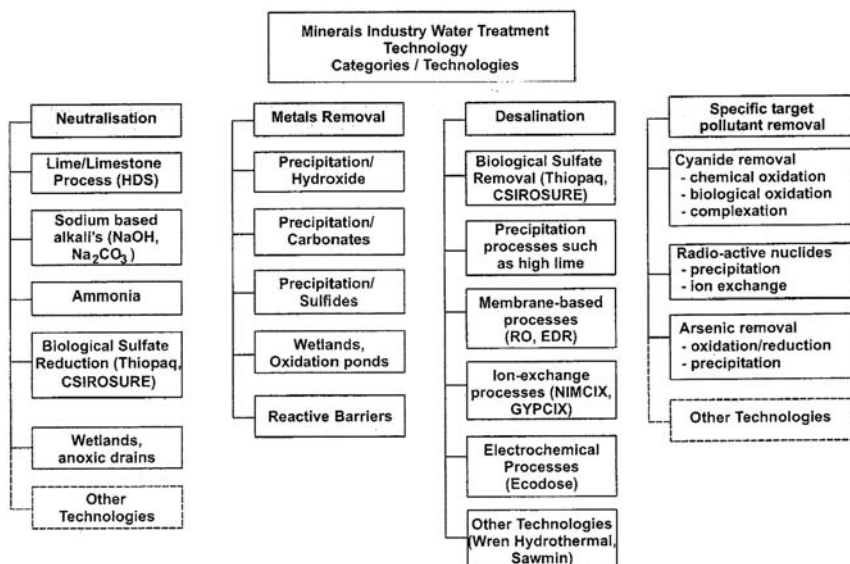 Minerals Industry Water Treatment
Technology
Categories / Technologies
Neutralisation
Lime/Limestone
Process (HDS)
Sodium based
alkali's (NaOH,
Na₂CO₃)
Ammonia
Biological Sulfate
Reduction (Thiopaq,
CSIROSURE)
Wetlands,
anoxic drains
Other
Technologies
Metals Removal
Precipitation/
Hydroxide
Precipitation/
Carbonates
Precipitation/
Sulfides
Wetlands,
Oxidation ponds
Reactive Barriers
Desalination
Biological Sulfate
Removal (Thiopaq,
CSIROSURE)
Precipitation
processes such
as high lime
Membrane-based
processes
(RO, EDR)
Ion-exchange
processes (NIMCIX,
GYPCIX)
Electrochemical
Processes
(Ecodose)
Other Technologies
(Wren Hydrothermal,
Sawmin)
Specific target
pollutant removal
Cyanide removal
- chemical oxidation
- biological oxidation
- complexation
Radio-active nuclides
- precipitation
- ion exchange
Arsenic removal
- oxidation/reduction
- precipitation
Other Technologies